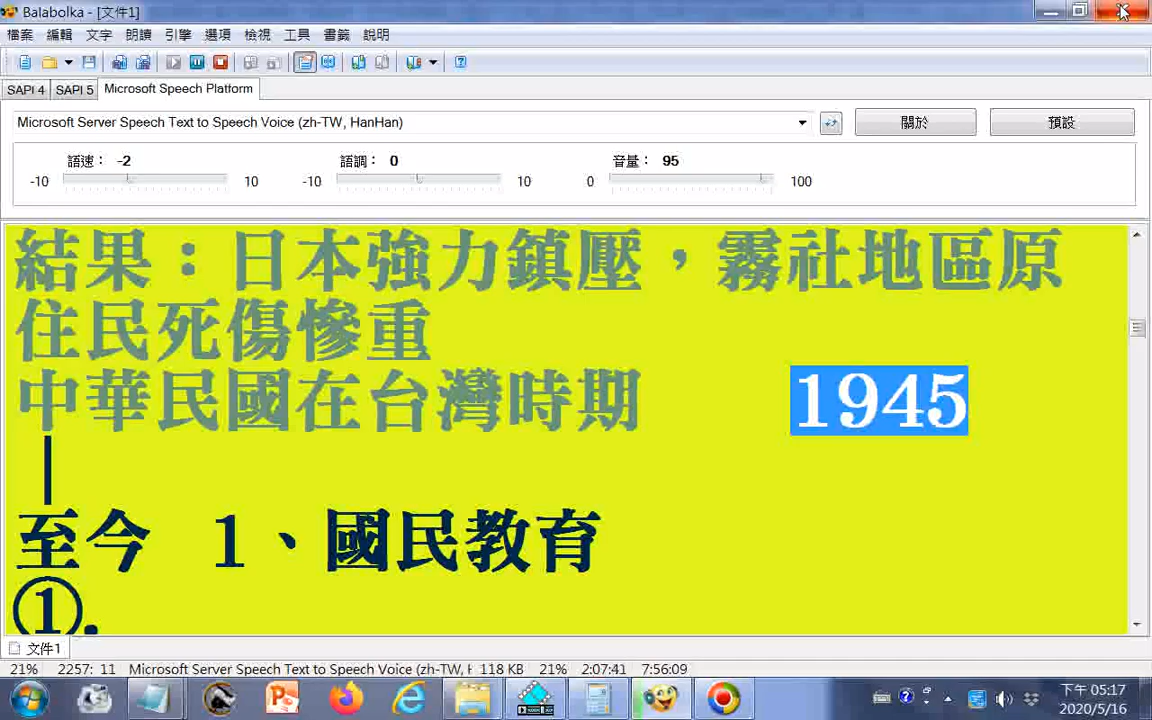 Balabolka - [文件1]
檔案 編輯 文字 朗讀 引擎 選項 檢視 工具 書籤 說明
SAPI 4 SAPI 5 Microsoft Speech Platform
Microsoft Server Speech Text to Speech Voice (zh-TW, HanHan) 關於 預設
語速： -2 語調： 0 音量： 95
-10 10 -10 10 0 100
結果：日本強力鎮壓，霧社地區原
住民死傷慘重
中華民國在台灣時期 1945
｜
至今 1、國民教育
①.
文件1
21% 2257: 11 Microsoft Server Speech Text to Speech Voice (zh-TW, H 118 KB 21% 2:07:41 7:56:09
下午 05:17
2020/5/16